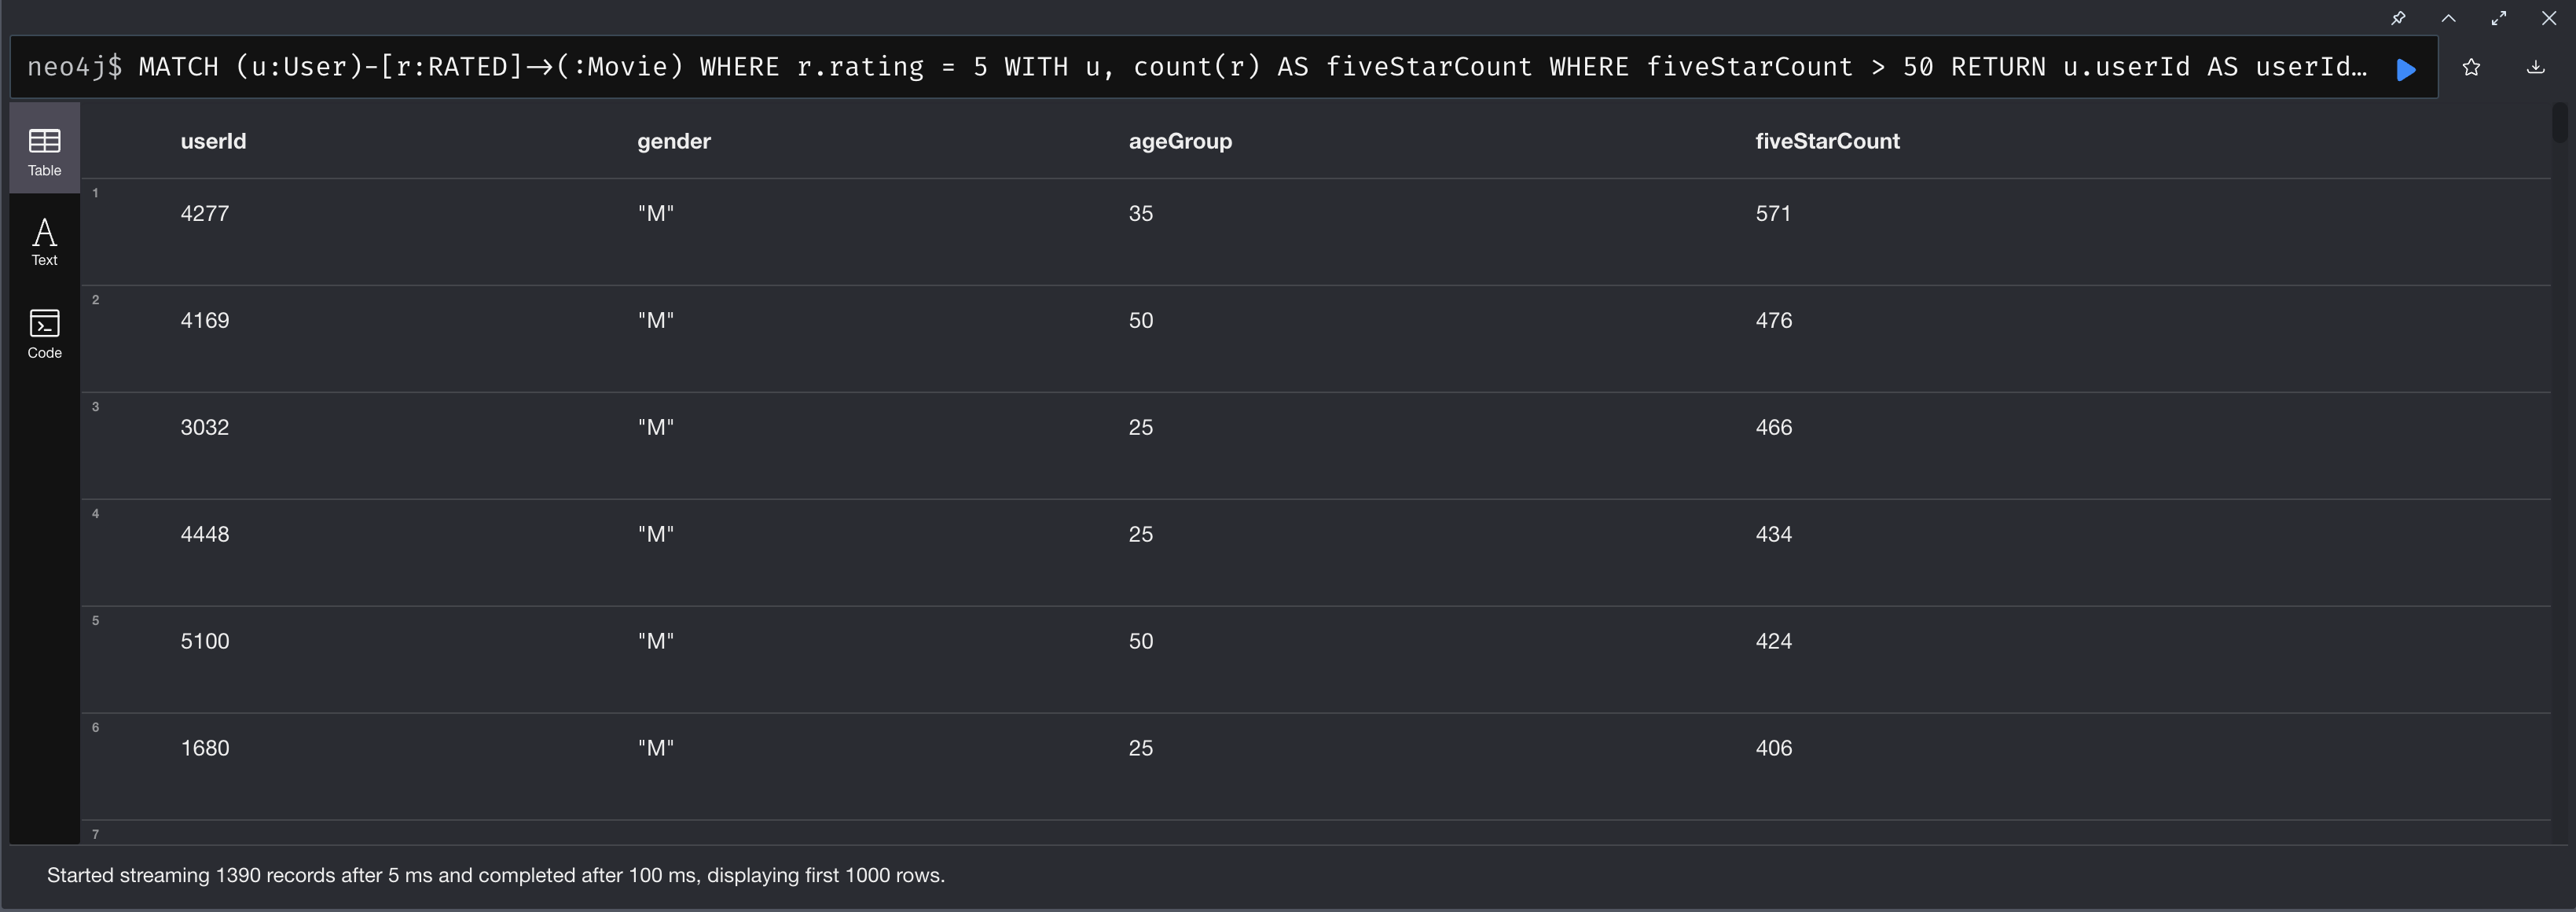 neo4j$ MATCH (u:User)-[r:RATED]→(:Movie) WHERE r.rating = 5 WITH u, count(r) AS fiveStarCount WHERE fiveStarCount > 50 RETURN u.userId AS userId…
Table
Text
Code
userId gender ageGroup fiveStarCount
1
4277 "M" 35 571
2
4169 "M" 50 476
3
3032 "M" 25 466
4
4448 "M" 25 434
5
5100 "M" 50 424
6
1680 "M" 25 406
7
Started streaming 1390 records after 5 ms and completed after 100 ms, displaying first 1000 rows.